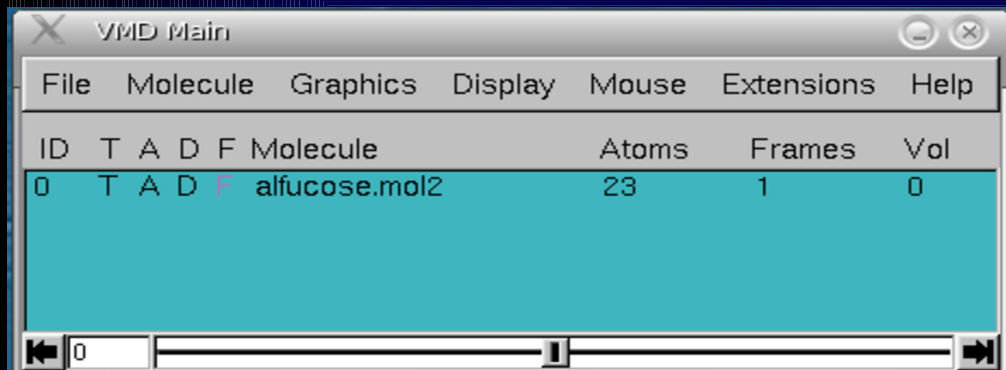 VMD Main
File Molecule Graphics Display Mouse Extensions Help
ID T A D F Molecule Atoms Frames Vol
0 T A D F alfucose.mol2 23 1 0
0